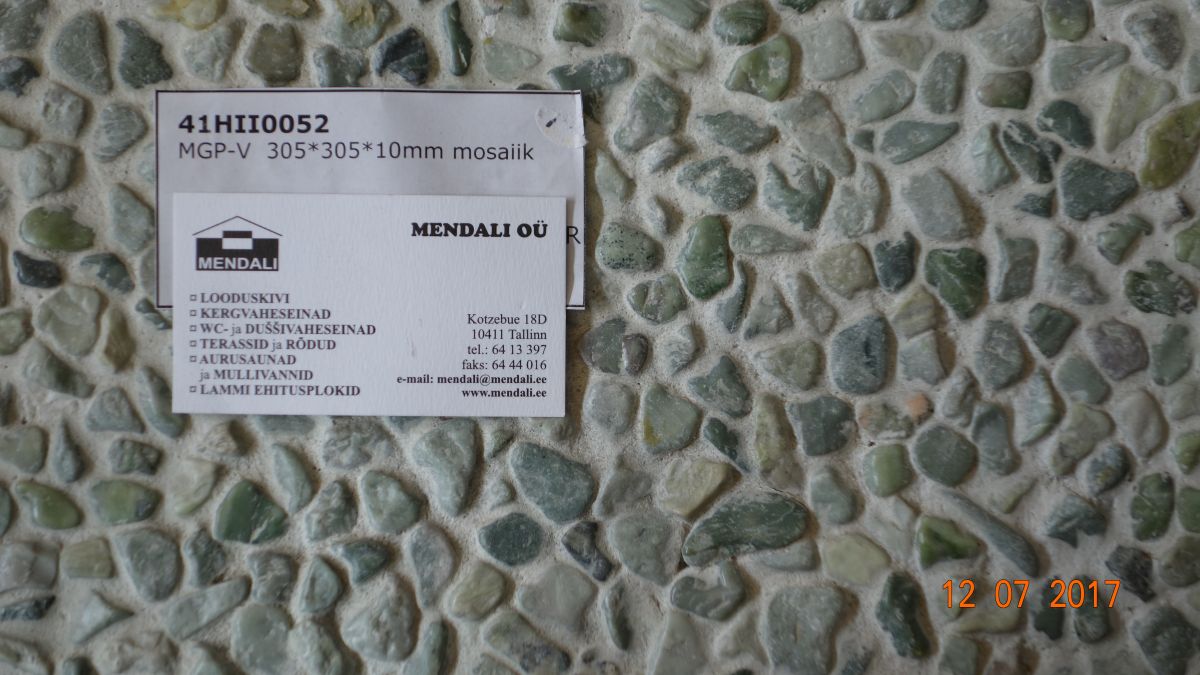 41HII0052
MGP-V 305*305*10mm mosaiik
R
MENDALI
MENDALI OÜ
¤ LOODUSKIVI
¤ KERGVAHESEINAD
¤ WC- ja DUŠŠIVAHESEINAD
¤ TERASSID ja RÕDUD
¤ AURUSAUNAD
ja MULLIVANNID
¤ LAMMI EHITUSPLOKID
Kotzebue 18D
10411 Tallinn
tel.: 64 13 397
faks: 64 44 016
e-mail: mendali@mendali.ee
www.mendali.ee
12 07 2017